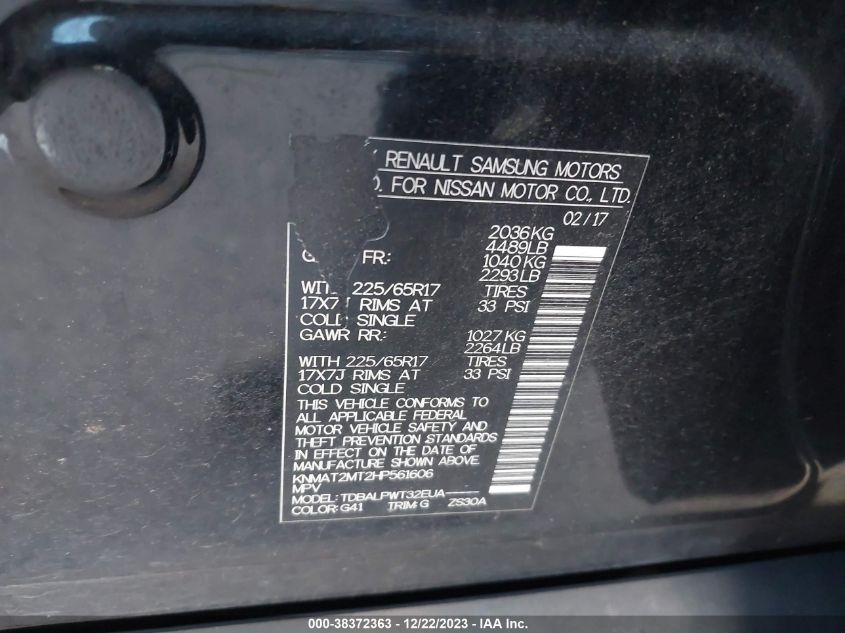 RENAULT SAMSUNG MOTORS
O. FOR NISSAN MOTOR CO., LTD.
02/17
2036KG
4489LB
G FR: 1040KG
2293LB
WITH 225/65R17 TIRES
17X7J RIMS AT 33 PSI
COLD SINGLE
GAWR RR: 1027KG
2264LB
WITH 225/65R17 TIRES
17X7J RIMS AT 33 PSI
COLD SINGLE
THIS VEHICLE CONFORMS TO
ALL APPLICABLE FEDERAL
MOTOR VEHICLE SAFETY AND
THEFT PREVENTION STANDARDS
IN EFFECT ON THE DATE OF
MANUFACTURE SHOWN ABOVE.
KNMAT2MT2HP561606
MPV
MODEL: TDBALPWT32EUA
COLOR: G41 TRIM: G ZS30A
000-38372363 - 12/22/2023 - IAA Inc.